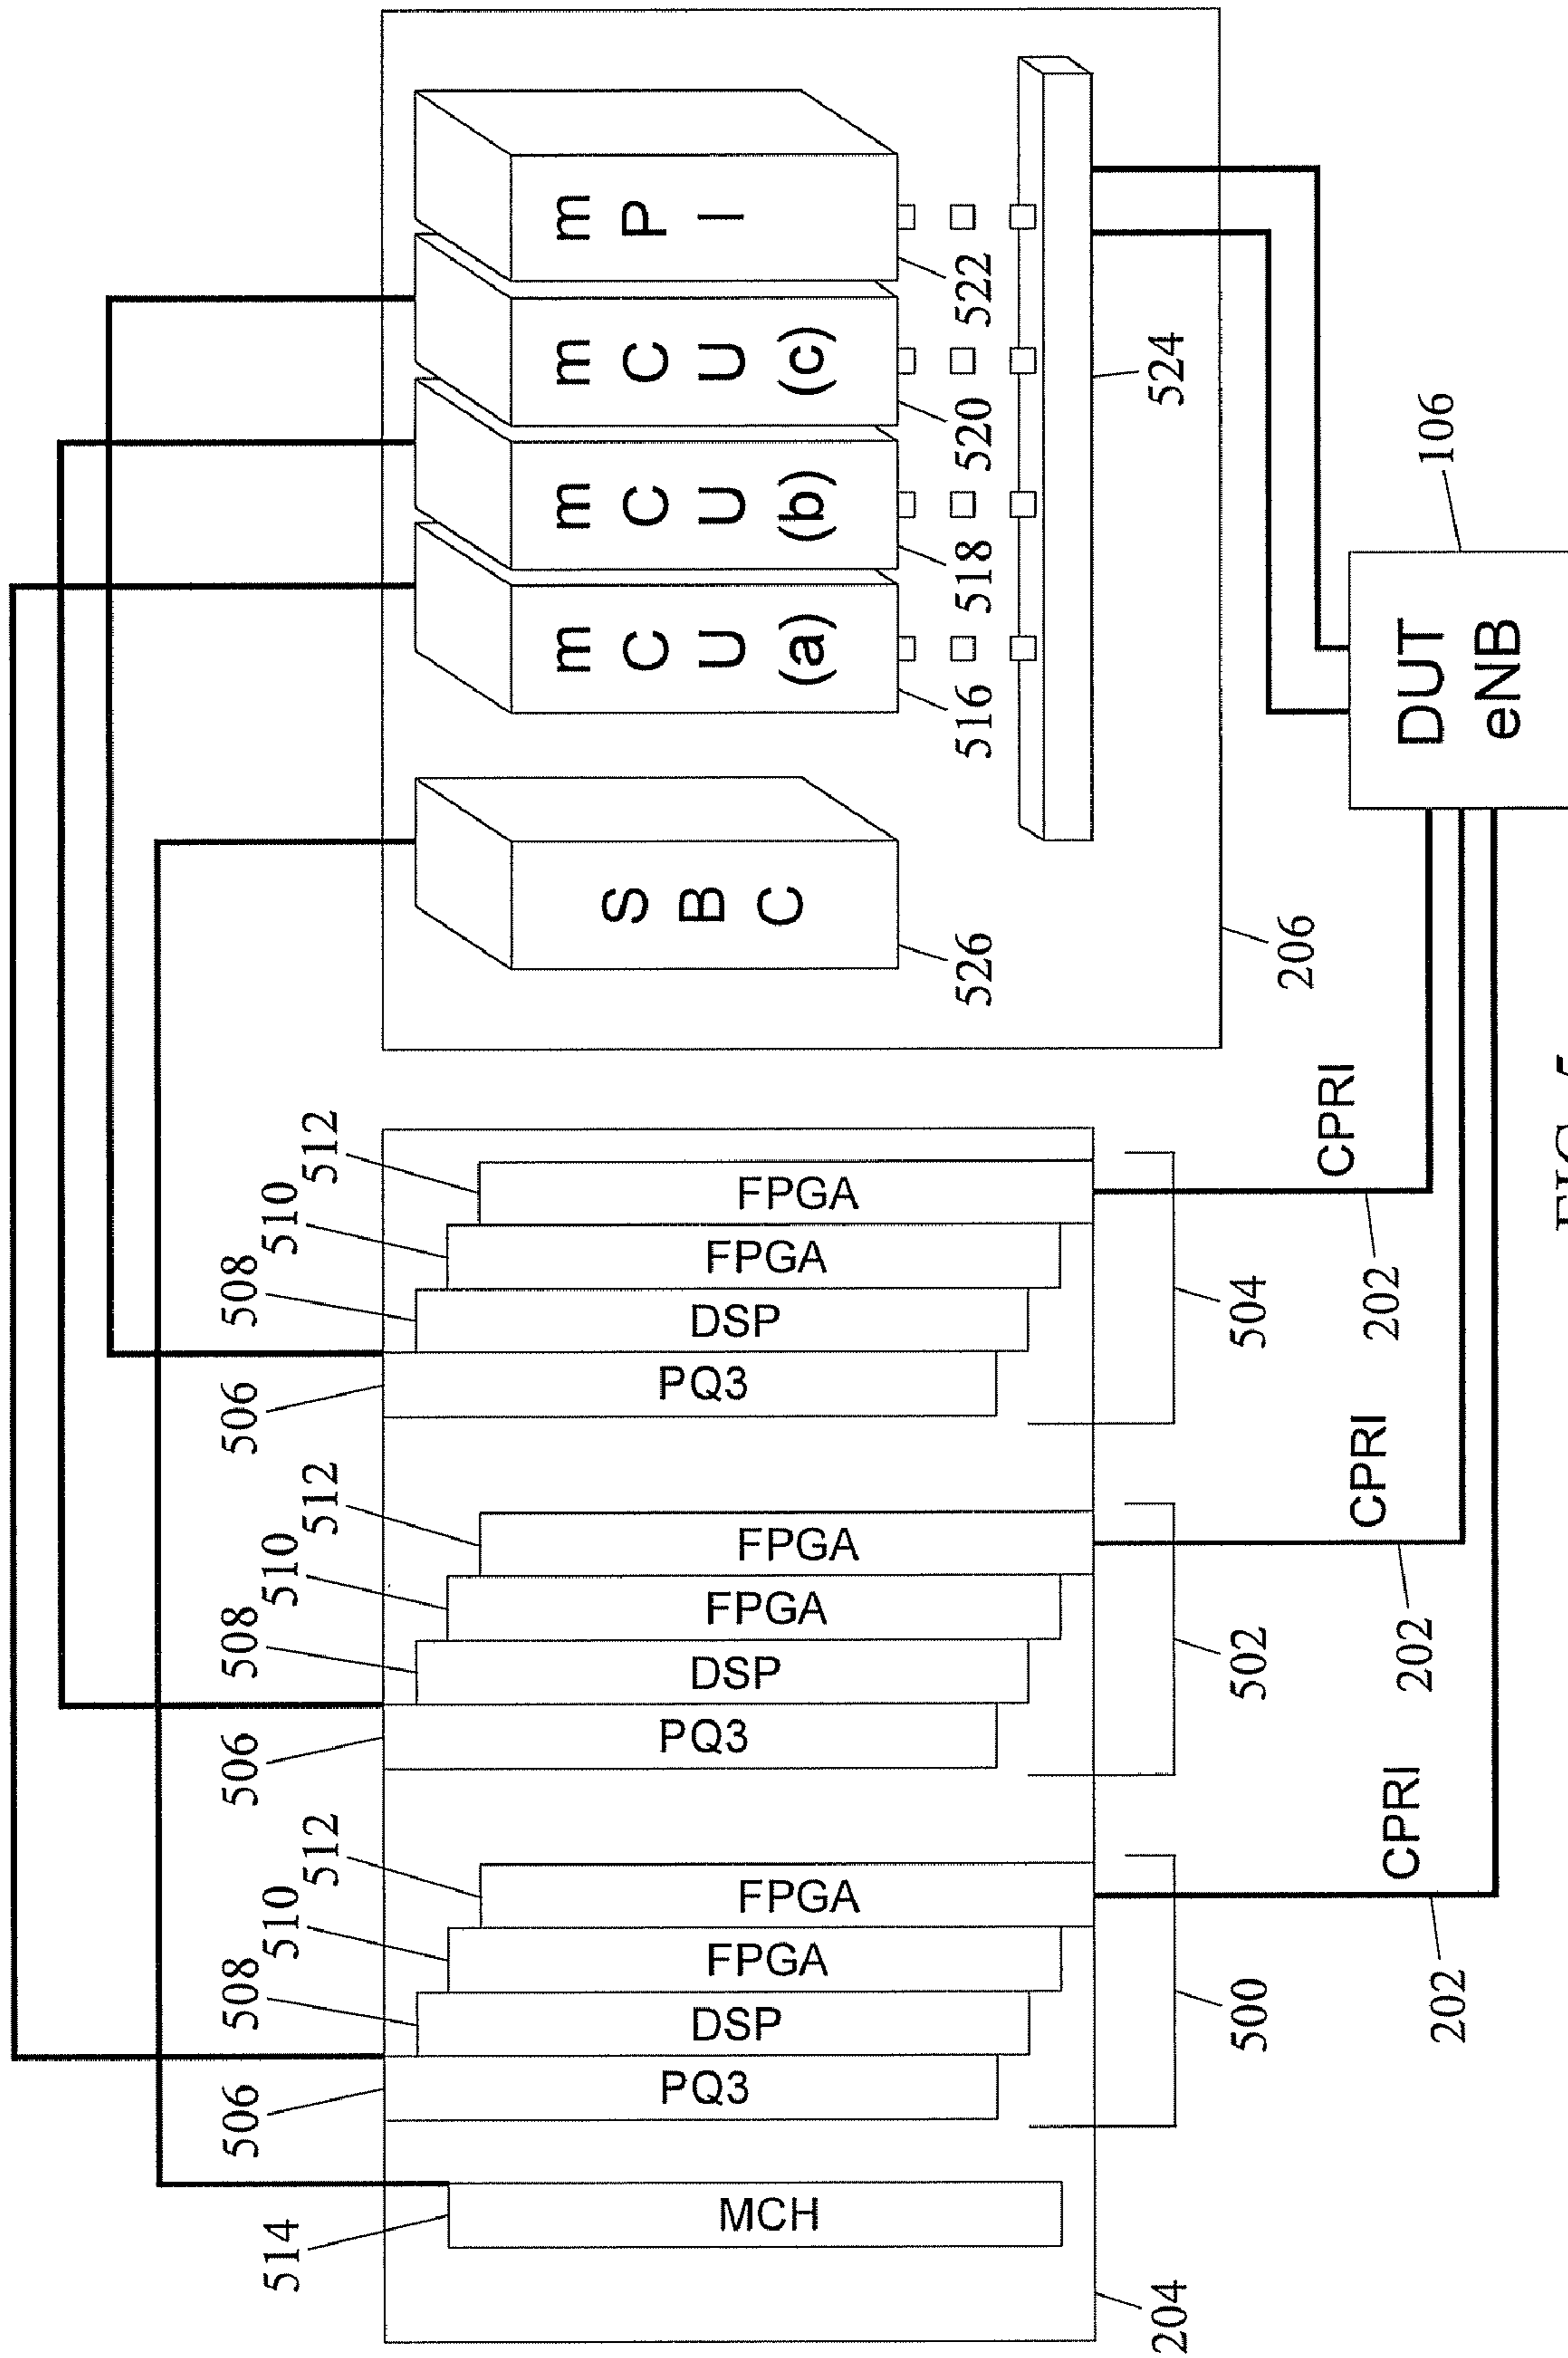 514
MCH
506
508
510
512
PQ3
DSP
FPGA
FPGA
506
508
510
512
PQ3
DSP
FPGA
FPGA
506
508
510
512
PQ3
DSP
FPGA
FPGA
204
500
502
504
202
CPRI
202
CPRI
202
CPRI
S
B
C
526
m
C
U
(a)
516
m
C
U
(b)
518
m
C
U
(c)
520
m
P
I
522
524
206
DUT
eNB
106
FIG. 5